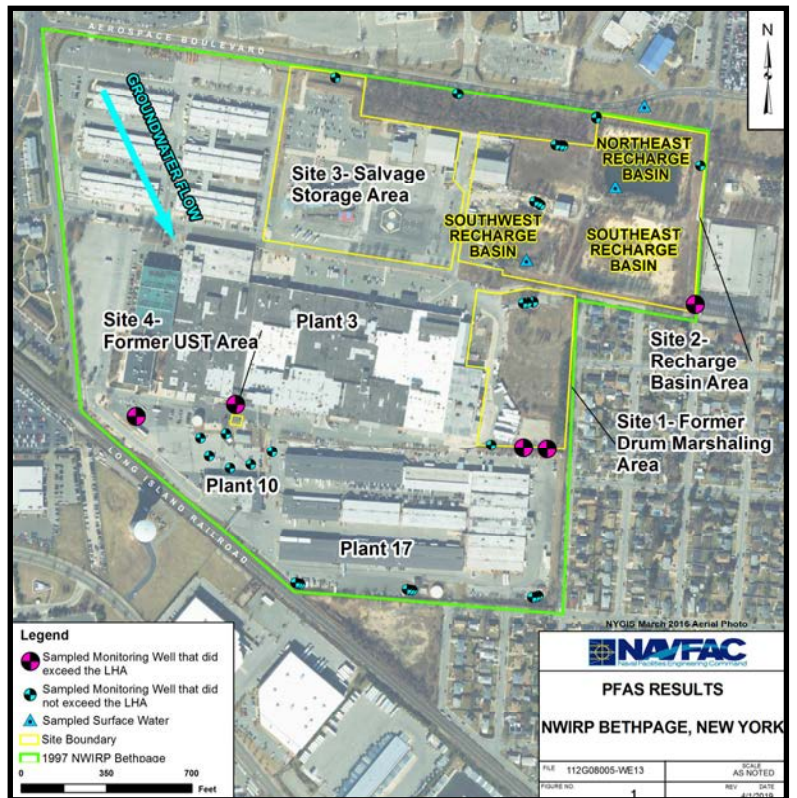 AEROSPACE BOULEVARD
N
GROUNDWATER FLOW
Site 3- Salvage
Storage Area
NORTHEAST
RECHARGE
BASIN
SOUTHWEST
RECHARGE
BASIN
SOUTHEAST
RECHARGE
BASIN
Site 4-
Former UST Area
Plant 3
Site 2-
Recharge
Basin Area
Site 1- Former
Drum Marshaling
Area
LONG ISLAND RAILROAD
Plant 10
Plant 17
NYGIS March 2016 Aerial Photo
Legend
Sampled Monitoring Well that did
exceed the LHA
Sampled Monitoring Well that did
not exceed the LHA
Sampled Surface Water
Site Boundary
1997 NWIRP Bethpage
0 350 700
Feet
NAVFAC
Naval Facilities Engineering Command
PFAS RESULTS
NWIRP BETHPAGE, NEW YORK
FILE 112G08005-WE13
SCALE
AS NOTED
FIGURE NO.
1
REV DATE
4/1/2019